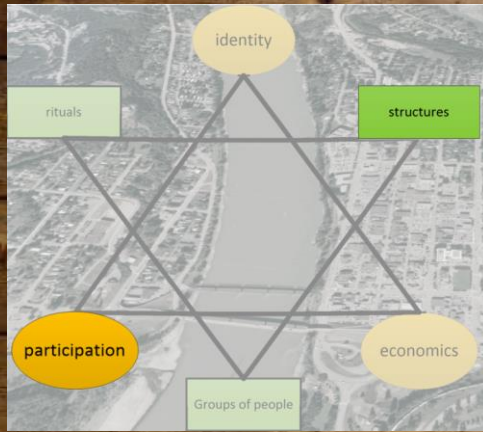 identity
rituals
structures
participation
economics
Groups of people